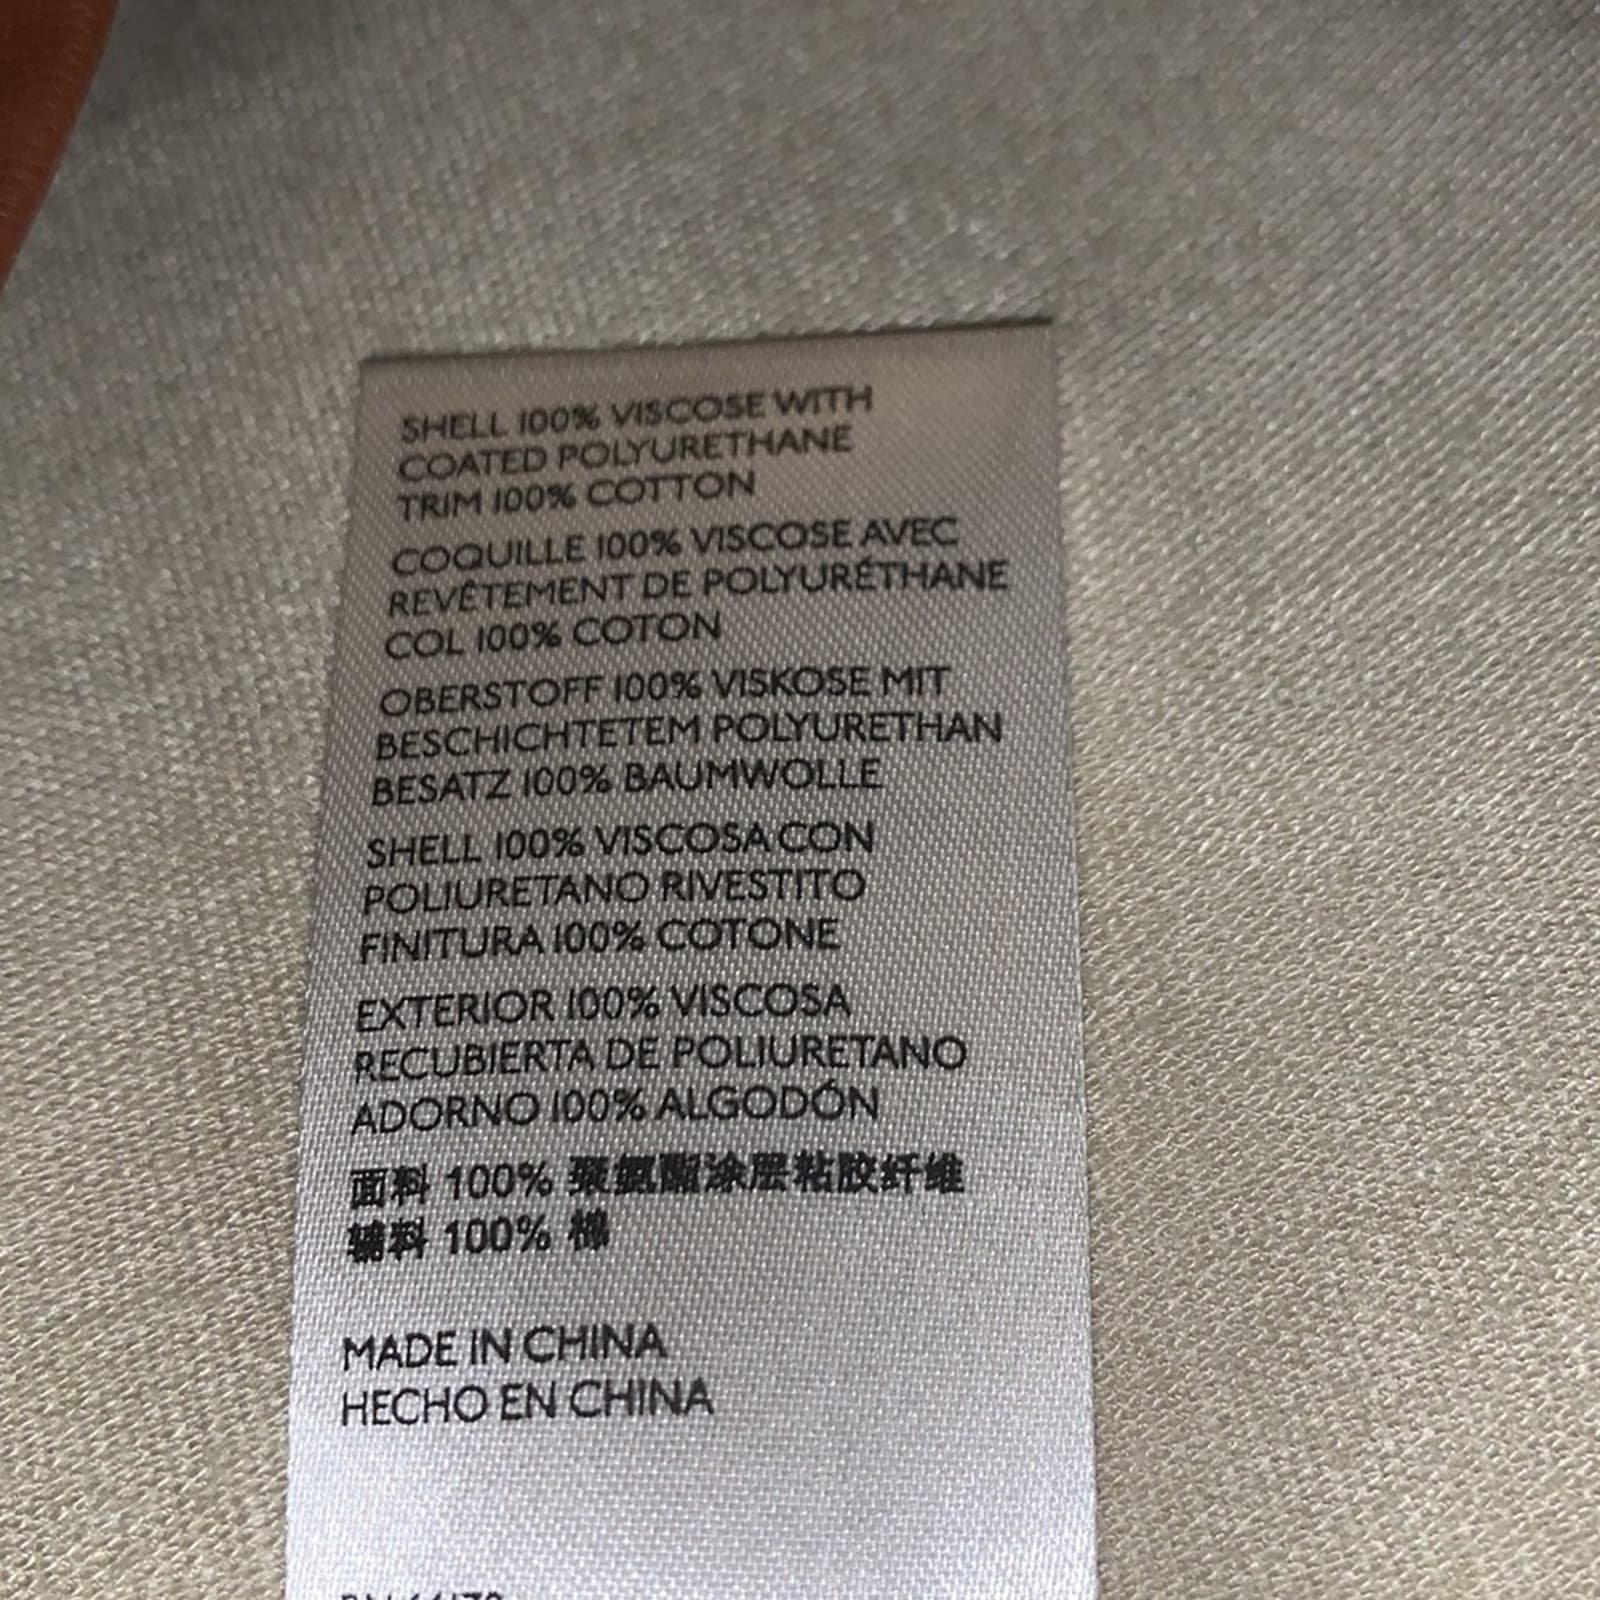 SHELL 100% VISCOSE WITH
COATED POLYURETHANE
TRIM 100% COTTON
COQUILLE 100% VISCOSE AVEC
REVÊTEMENT DE POLYURÉTHANE
COL 100% COTON
OBERSTOFF 100% VISKOSE MIT
BESCHICHTETEM POLYURETHAN
BESATZ 100% BAUMWOLLE
SHELL 100% VISCOSA CON
POLIURETANO RIVESTITO
FINITURA 100% COTONE
EXTERIOR 100% VISCOSA
RECUBIERTA DE POLIURETANO
ADORNO 100% ALGODÓN
面料 100% 聚氨酯涂层粘胶纤维
辅料 100% 棉
MADE IN CHINA
HECHO EN CHINA